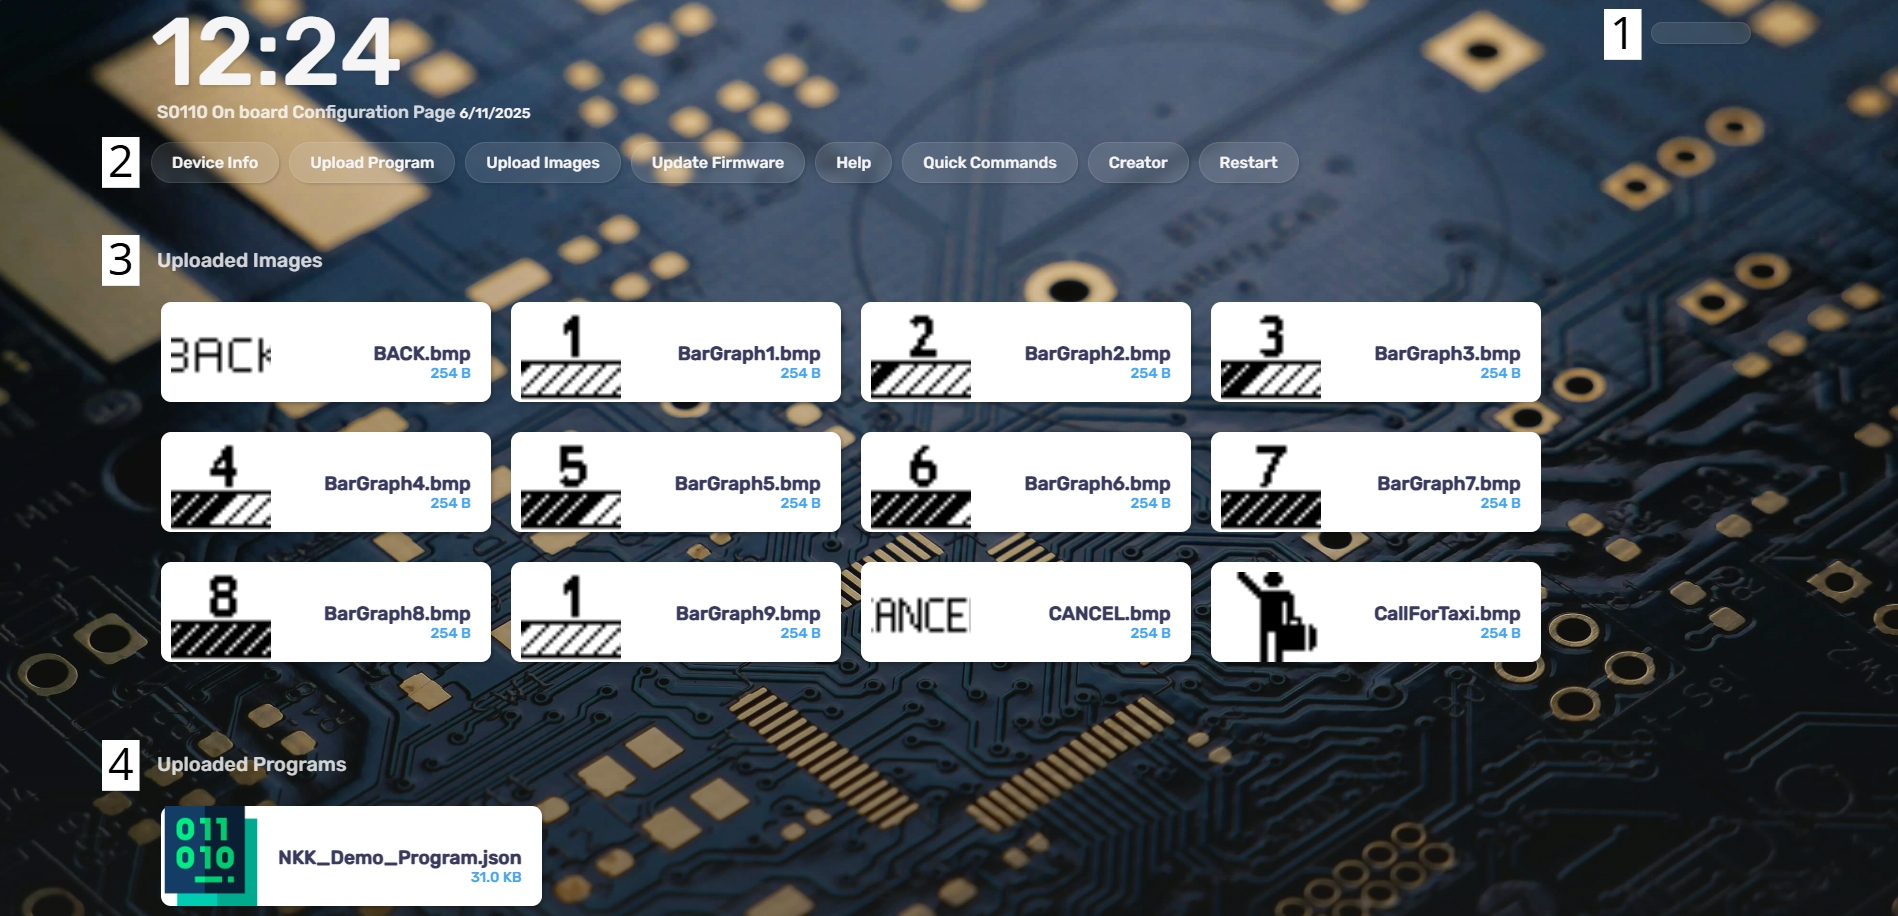 12:24
1
S0110 On board Configuration Page 6/11/2025
2
Device Info
Upload Program
Upload Images
Update Firmware
Help
Quick Commands
Creator
Restart
3
Uploaded Images
BACK
BACK.bmp
254 B
1
BarGraph1.bmp
254 B
2
BarGraph2.bmp
254 B
3
BarGraph3.bmp
254 B
4
BarGraph4.bmp
254 B
5
BarGraph5.bmp
254 B
6
BarGraph6.bmp
254 B
7
BarGraph7.bmp
254 B
8
BarGraph8.bmp
254 B
1
BarGraph9.bmp
254 B
ANCE
CANCEL.bmp
254 B
CallForTaxi.bmp
254 B
4
Uploaded Programs
011
010
NKK_Demo_Program.json
31.0 KB